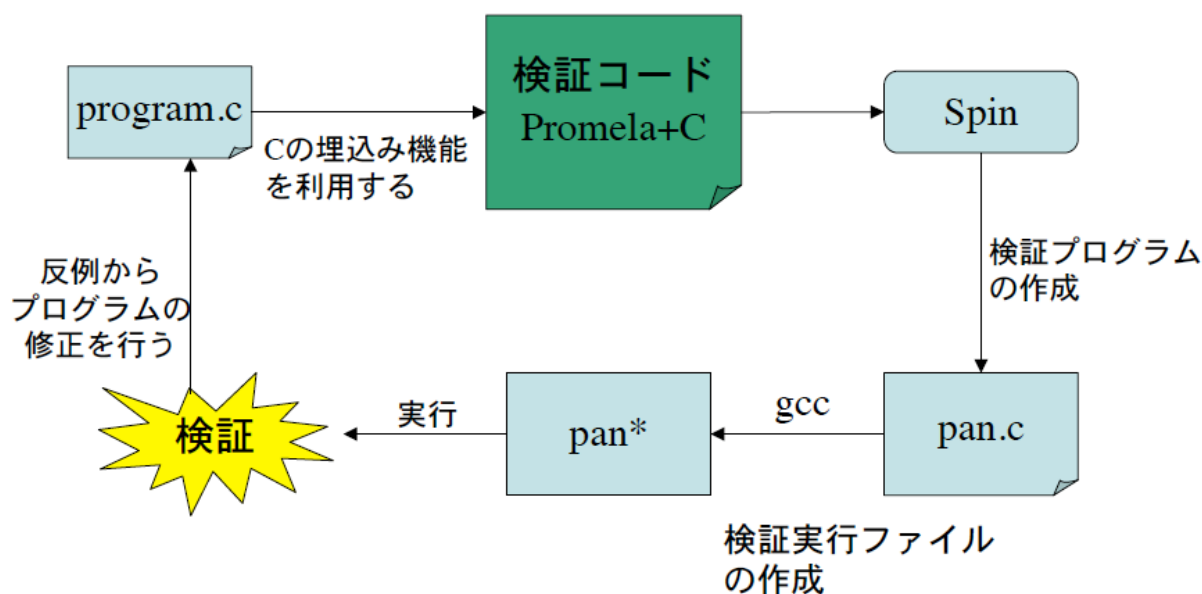 program.c
Cの埋込み機能
を利用する
検証コード
Promela+C
Spin
検証プログラム
の作成
pan.c
gcc
検証実行ファイル
の作成
pan*
実行
検証
反例から
プログラムの
修正を行う